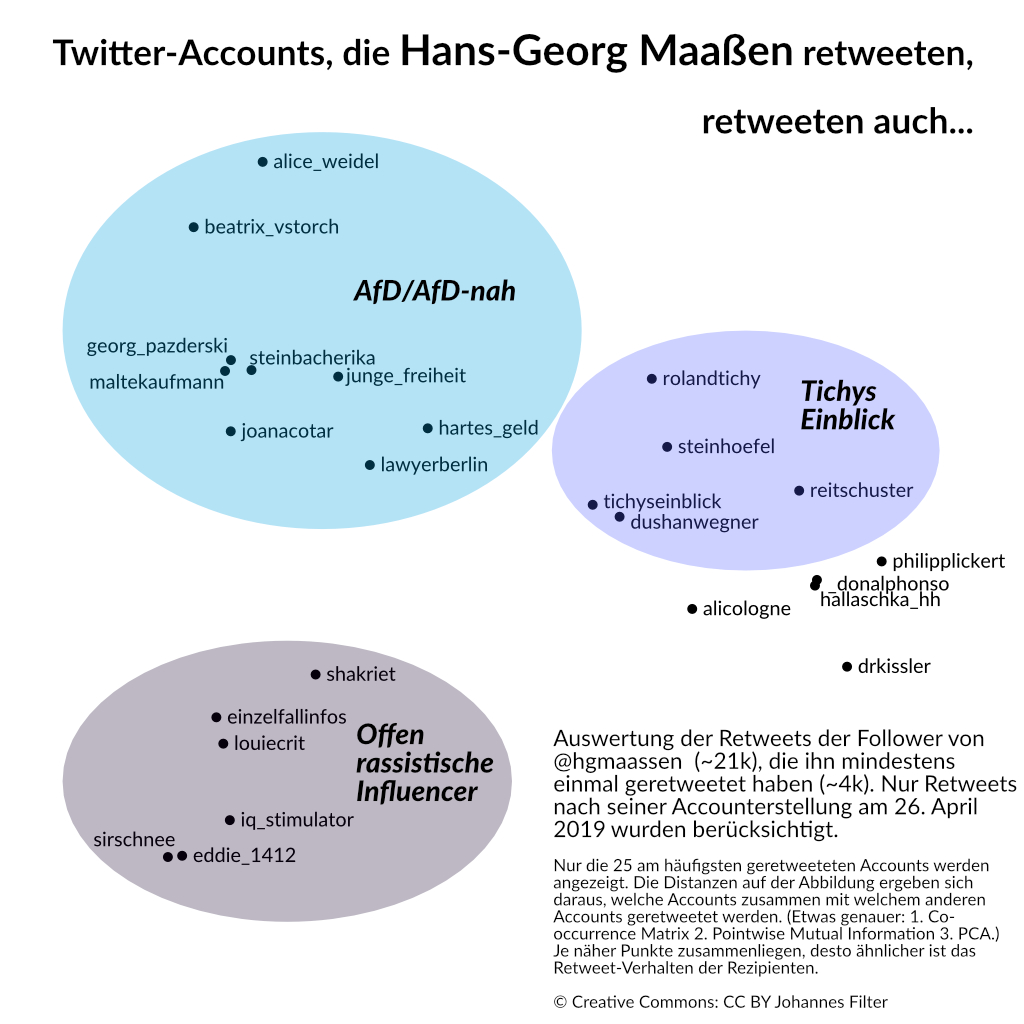 Twitter-Accounts, die Hans-Georg Maaßen retweeten,
retweeten auch...
alice_weidel
beatrix_vstorch
AfD/AfD-nah
georg_pazderski
steinbacherika
maltekaufmann
junge_freiheit
joanacotar
hartes_geld
lawyerberlin
rolandtichy
Tichys
Einblick
steinhoefel
reitschuster
tichyseinblick
dushanwegner
philipplickert
_donalphonso
hallaschka_hh
alicologne
drkissler
shakriet
einzelfallinfos
louiecrit
Offen
rassistische
Influencer
iq_stimulator
sirschnee
eddie_1412
Auswertung der Retweets der Follower von
@hgmaassen (~21k), die ihn mindestens
einmal geretweetet haben (~4k). Nur Retweets
nach seiner Accounterstellung am 26. April
2019 wurden berücksichtigt.
Nur die 25 am häufigsten geretweeteten Accounts werden
angezeigt. Die Distanzen auf der Abbildung ergeben sich
daraus, welche Accounts zusammen mit welchem anderen
Accounts geretweetet werden. (Etwas genauer: 1. Co-
occurrence Matrix 2. Pointwise Mutual Information 3. PCA.)
Je näher Punkte zusammenliegen, desto ähnlicher ist das
Retweet-Verhalten der Rezipienten.
© Creative Commons: CC BY Johannes Filter